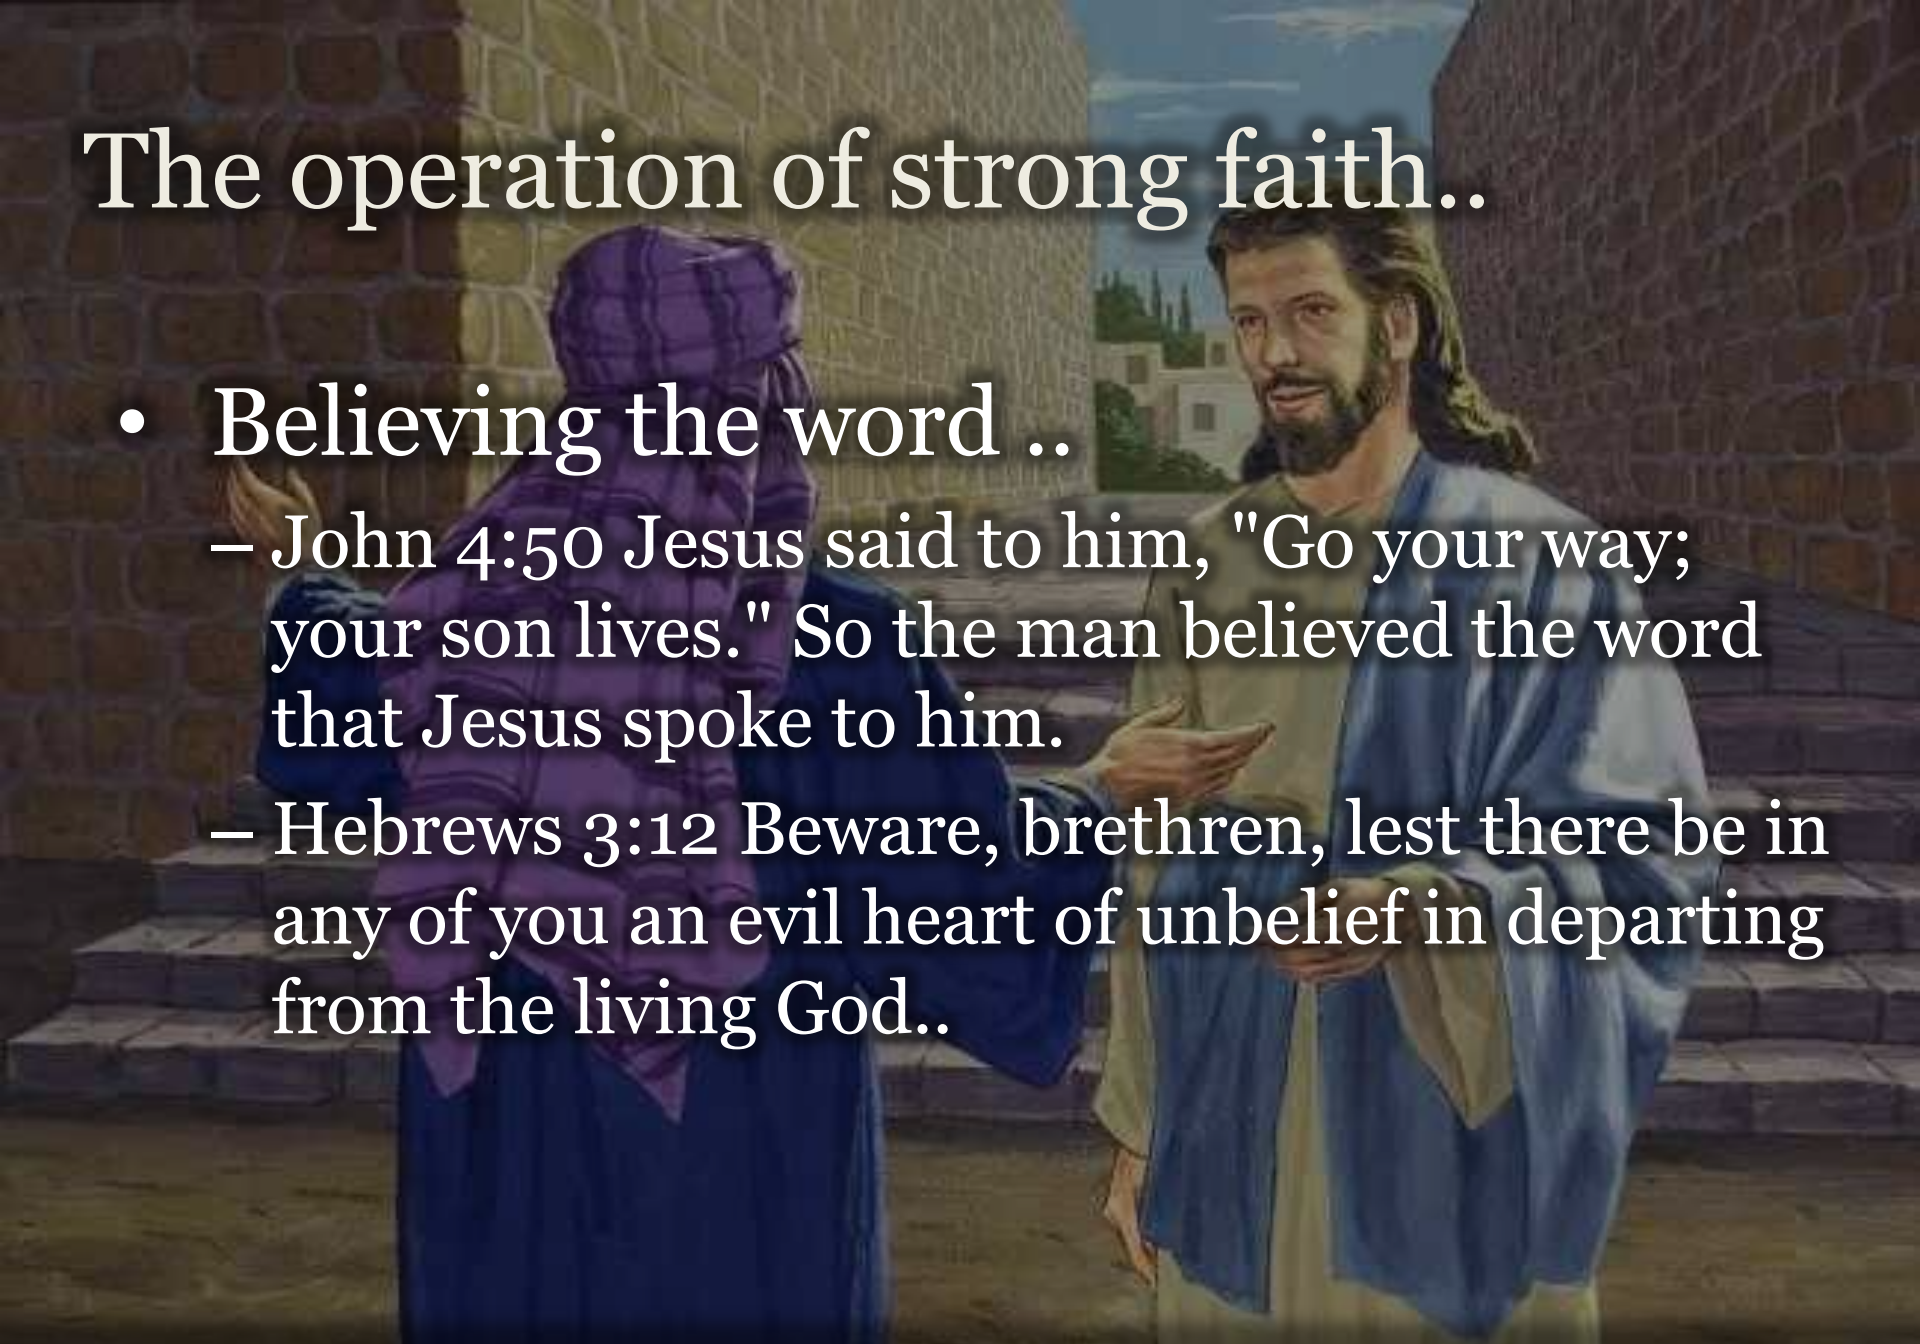 The operation of strong faith..
• Believing the word ..
– John 4:50 Jesus said to him, "Go your way;
your son lives." So the man believed the word
that Jesus spoke to him.
– Hebrews 3:12 Beware, brethren, lest there be in
any of you an evil heart of unbelief in departing
from the living God..